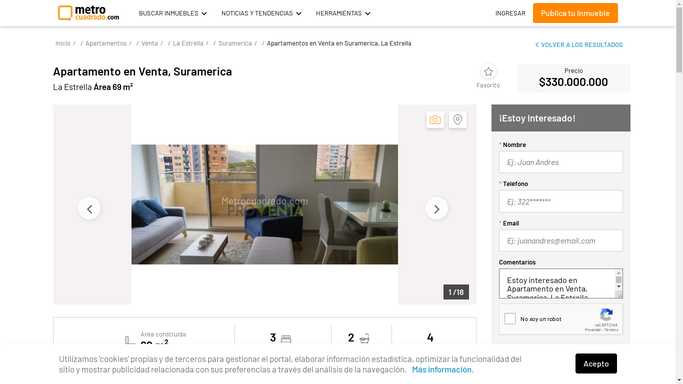 metro
cuadrado.com
BUSCAR INMUEBLES
NOTICIAS Y TENDENCIAS
HERRAMIENTAS
INGRESAR
Publica tu Inmueble
Inicio / / Apartamentos / / Venta / / La Estrella / / Suramerica / / Apartamentos en Venta en Suramerica, La Estrella
VOLVER A LOS RESULTADOS
Apartamento en Venta, Suramerica
La Estrella Área 69 m²
Favorito
Precio
$330.000.000
Metrocuadrado.com
PROVENTA
1 /16
¡Estoy Interesado!
* Nombre
Ej: Juan Andres
* Teléfono
Ej: 322*******
* Email
Ej: juanandres@email.com
Comentarios
Estoy interesado en
Apartamento en Venta,
Suramerica, La Estrella
No soy un robot
reCAPTCHA
Privacidad - Términos
Área construida
69 m²
3
2
4
Utilizamos 'cookies' propias y de terceros para gestionar el portal, elaborar información estadística, optimizar la funcionalidad del
sitio y mostrar publicidad relacionada con sus preferencias a través del análisis de la navegación. Más información.
Acepto